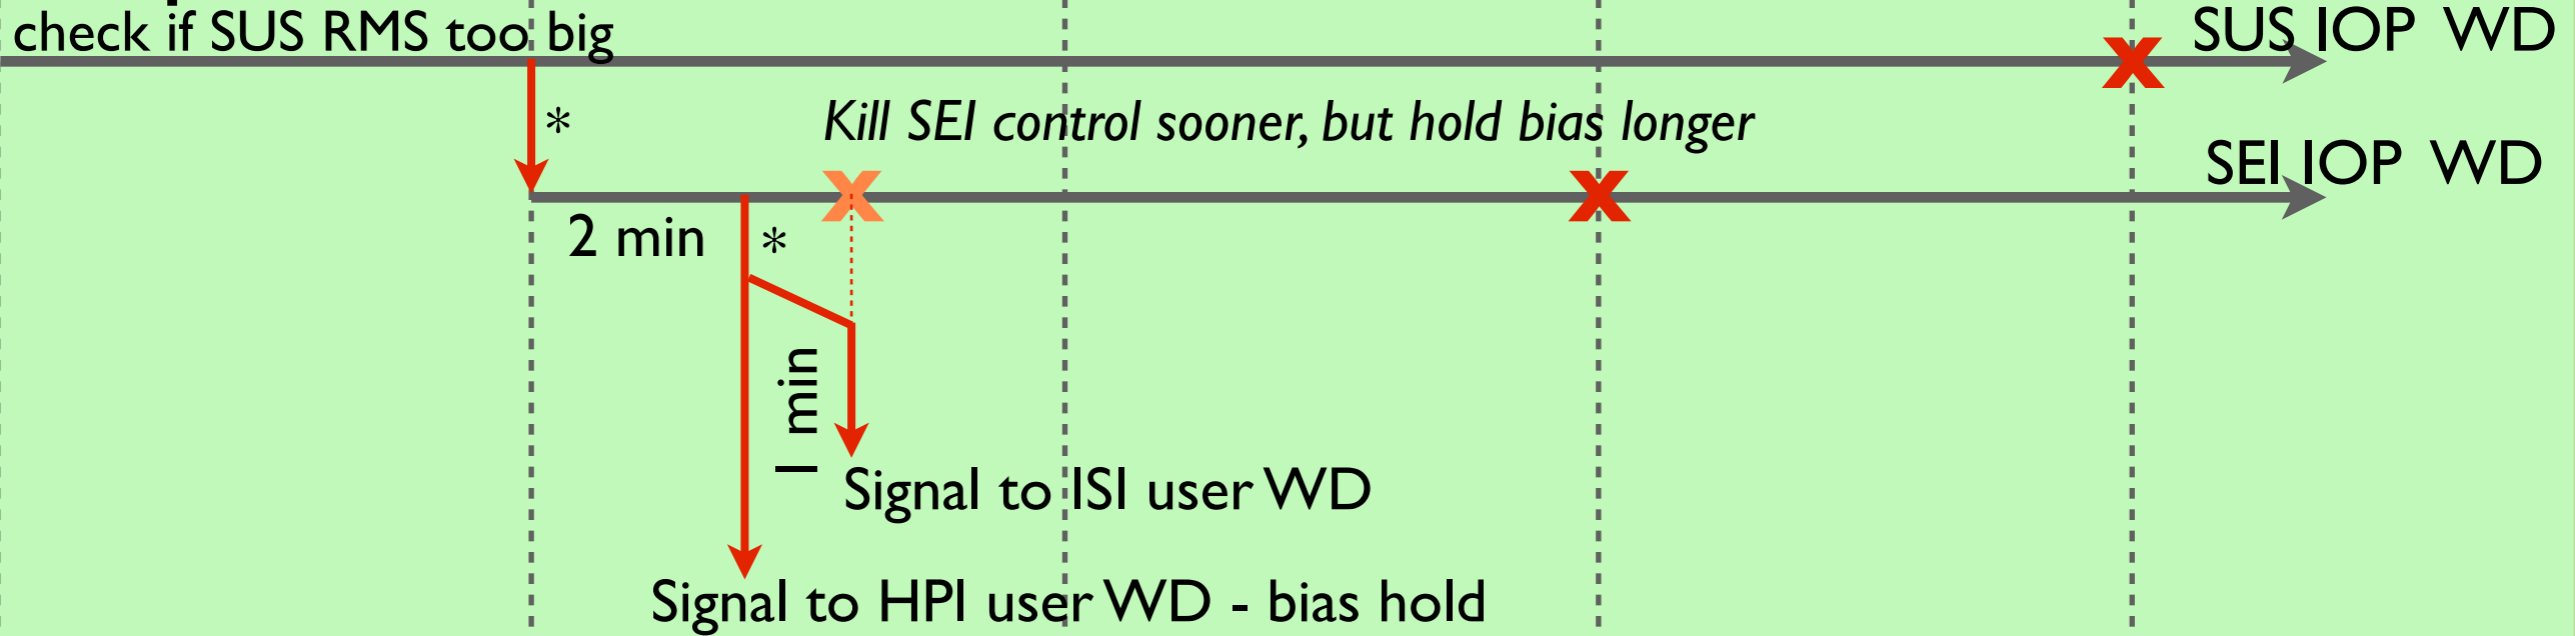 check if SUS RMS too big
SUS IOP WD
*
Kill SEI control sooner, but hold bias longer
SEI IOP WD
2 min
*
1 min
Signal to ISI user WD
Signal to HPI user WD - bias hold